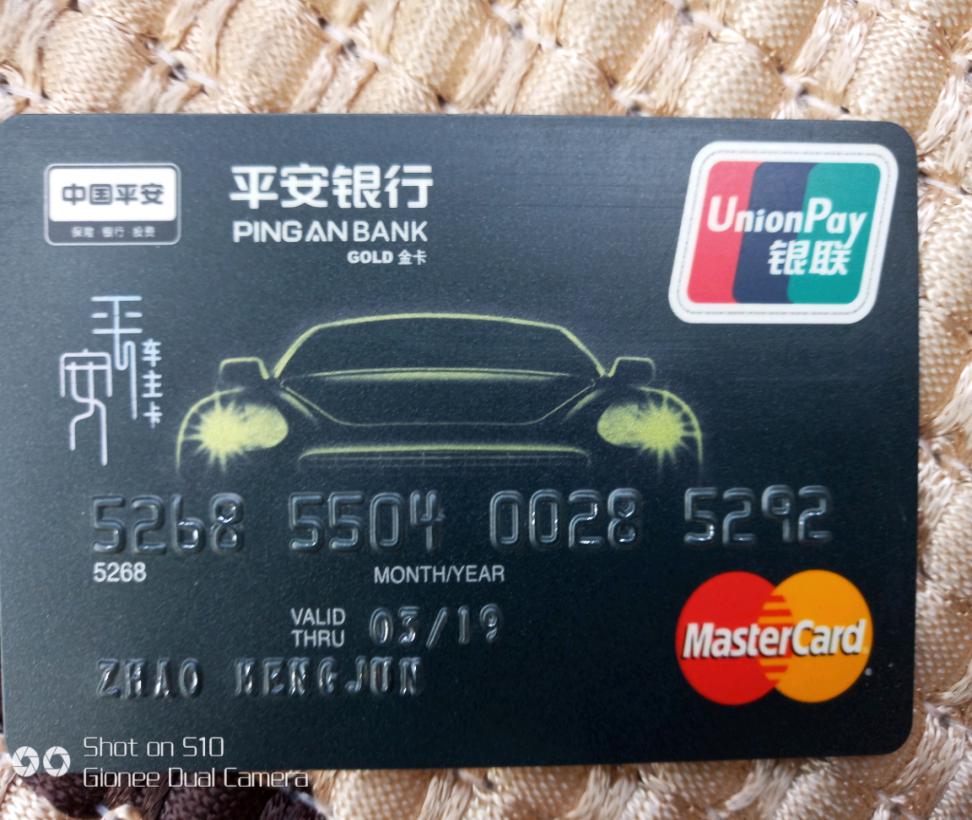 中国平安
保险 银行 投资
平安银行
PING AN BANK
GOLD 金卡
UnionPay
银联
平安
车主卡
5268 5504 0028 5292
5268
MONTH/YEAR
VALID
THRU 03/19
ZHAO
MasterCard
Shot on S10
Gionee Dual Camera